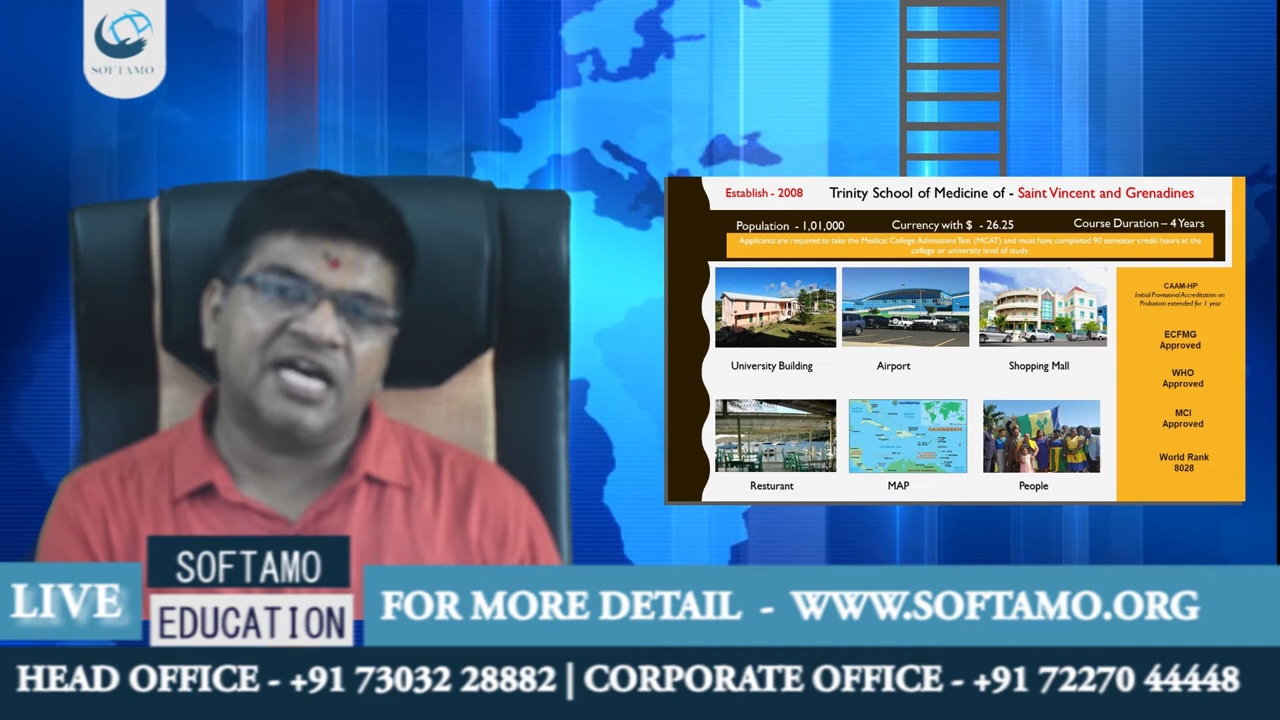 SOFTAMO
Establish - 2008
Trinity School of Medicine of - Saint Vincent and Grenadines
Population - 1,01,000
Currency with $ - 26.25
Course Duration – 4 Years
Applicants are required to take the Medical College Admissions Test (MCAT) and must have completed 90 semester credit hours at the
college or university level of study.
CAAM-HP
Initial Provisional Accreditation on
Probation extended for 1 year
ECFMG
Approved
WHO
Approved
MCI
Approved
World Rank
8028
University Building
Airport
Shopping Mall
CARIBBEAN
Resturant
MAP
People
LIVE
SOFTAMO
EDUCATION
FOR MORE DETAIL - WWW.SOFTAMO.ORG
HEAD OFFICE - +91 73032 28882 | CORPORATE OFFICE - +91 72270 44448